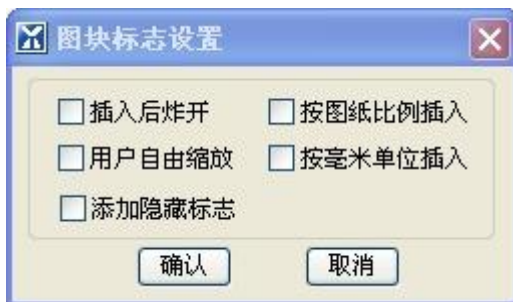 图块标志设置
插入后炸开 按图纸比例插入
用户自由缩放 按毫米单位插入
添加隐藏标志
确认 取消